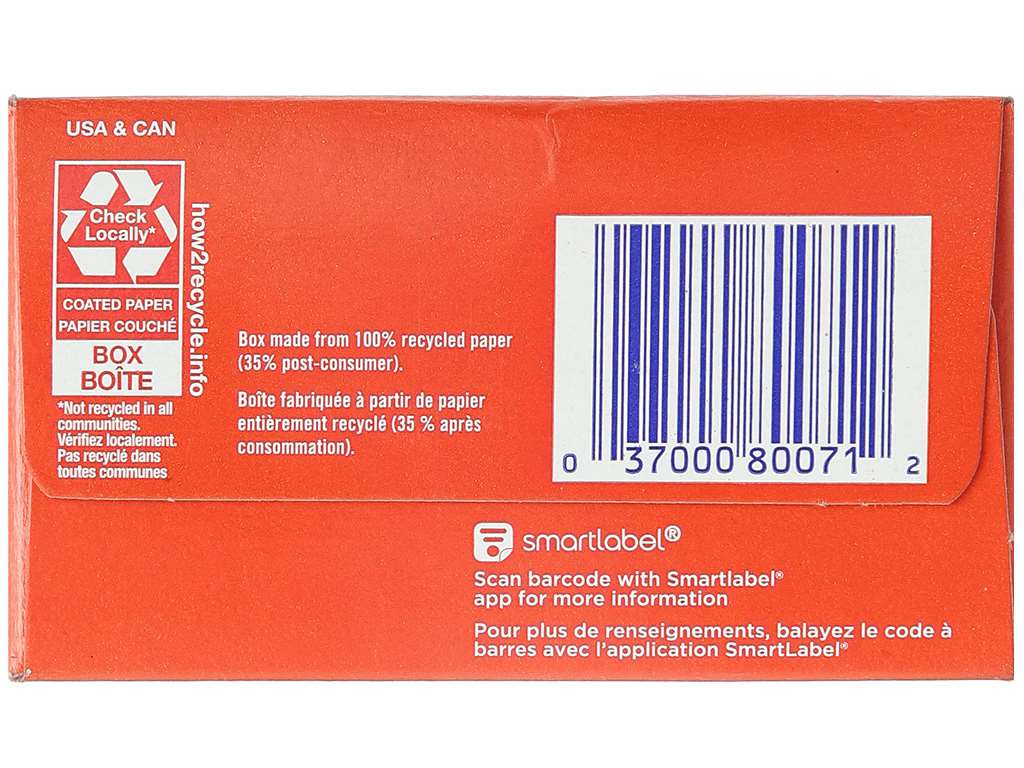 USA & CAN
Check
Locally*
COATED PAPER
PAPIER COUCHÉ
BOX
BOÎTE
how2recycle.info
*Not recycled in all
communities.
Vérifiez localement.
Pas recyclé dans
toutes communes
Box made from 100% recycled paper
(35% post-consumer).
Boîte fabriquée à partir de papier
entièrement recyclé (35 % après
consommation).
0 37000 80071 2
smartlabel®
Scan barcode with Smartlabel®
app for more information
Pour plus de renseignements, balayez le code à
barres avec l'application SmartLabel®